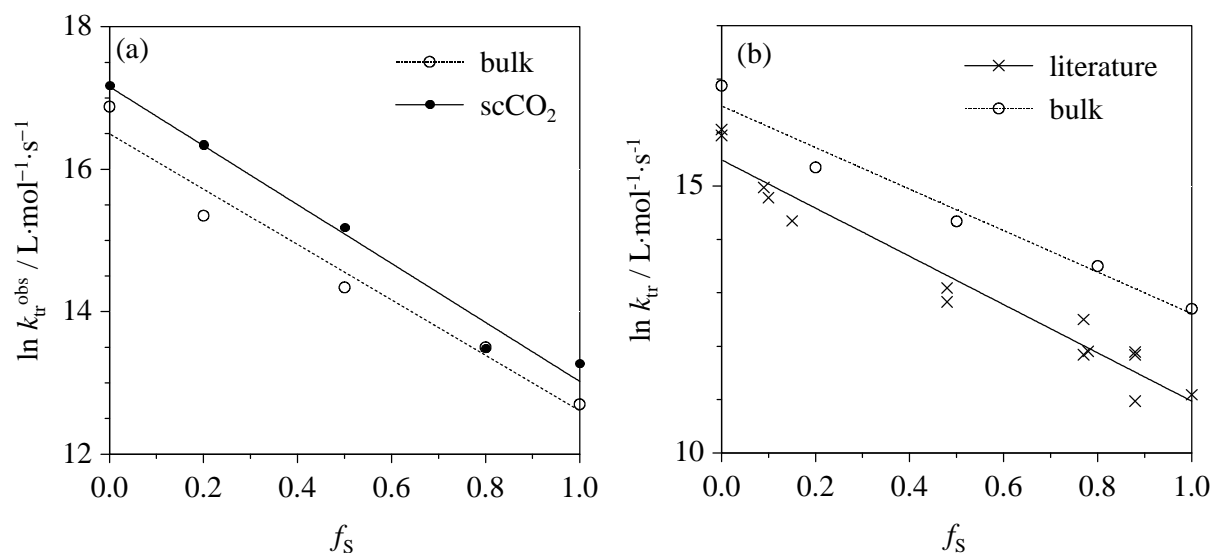 (a)
bulk
scCO₂
ln kₜᵣᵒᵇˢ / L·mol⁻¹·s⁻¹
18
16
14
12
0.0 0.2 0.4 0.6 0.8 1.0
fS
(b)
literature
bulk
ln kₜᵣ / L·mol⁻¹·s⁻¹
15
10
0.0 0.2 0.4 0.6 0.8 1.0
fS